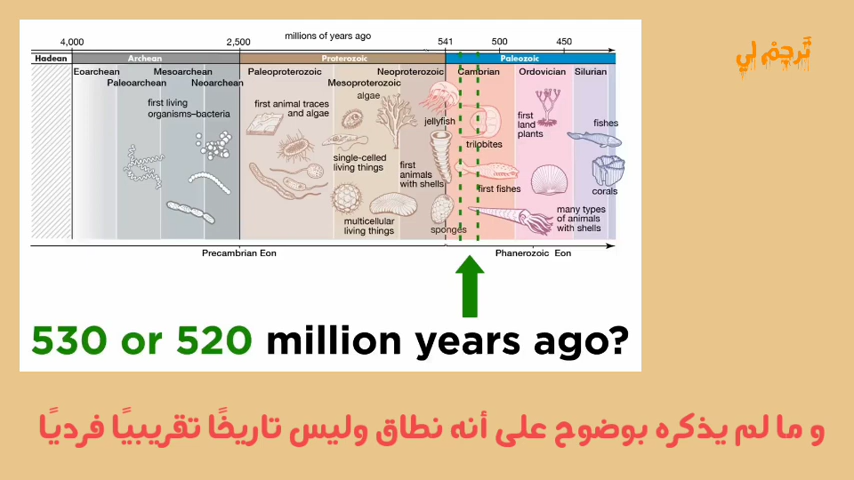 millions of years ago
4,000 2,500 541 500 450
Hadean Archean Proterozoic Paleozoic
Eoarchean Mesoarchean Paleoproterozoic Neoproterozoic Cambrian Ordovician Silurian
Paleoarchean Neoarchean Mesoproterozoic
first living
organisms–bacteria
first animal traces
and algae
algae
single-celled
living things
multicellular
living things
first
animals
with shells
jellyfish
sponges
trilobites
first fishes
first
land
plants
many types
of animals
with shells
fishes
corals
Precambrian Eon Phanerozoic Eon
530 or 520 million years ago?
تَرجِمْ لي
و ما لم يذكره بوضوح على أنه نطاق وليس تاريخًا تقريبيًا فرديًا